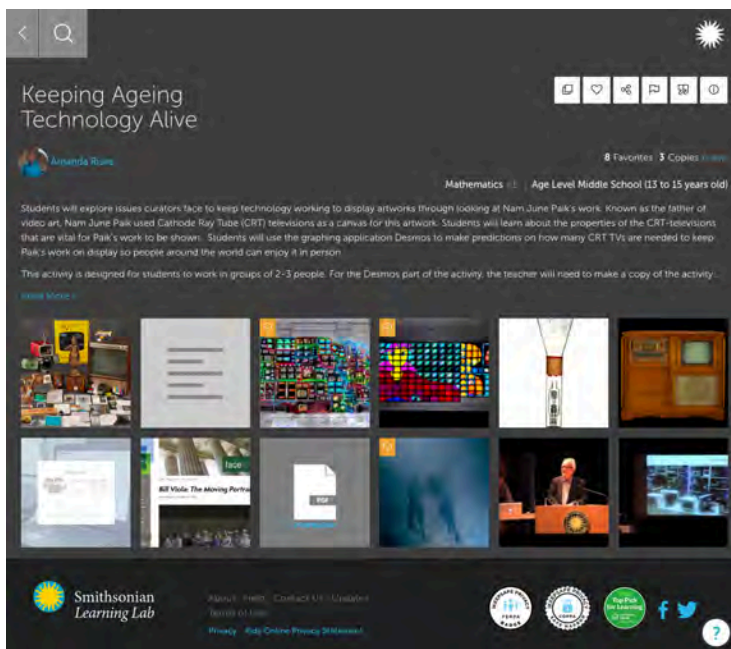 Keeping Ageing
Technology Alive
8 Favorites 3 Copies
Mathematics
Age Level Middle School (13 to 15 years old)
Students will explore issues curators face to keep technology working to display artworks through looking at Nam June Paik's work. Known as the father of
video art, Nam June Paik used Cathode Ray Tube (CRT) televisions as a canvas for this artwork. Students will learn about the properties of the CRT-televisions
that are vital for Paik's work to be shown. Students will use the graphing application Desmos to make predictions on how many CRT TVs are needed to keep
Paik's work on display so people around the world can enjoy it in person
This activity is designed for students to work in groups of 2-3 people. For the Desmos part of the activity, the teacher will need to make a copy of the activity
Read More
face
Bill Viola: The Moving Portrai
PDF
Smithsonian
Learning Lab
About Help Contact Us Updates
Terms of Use
Privacy Kids Online Privacy Statement
FERPA
COPPA
Top Pick
for Learning
?